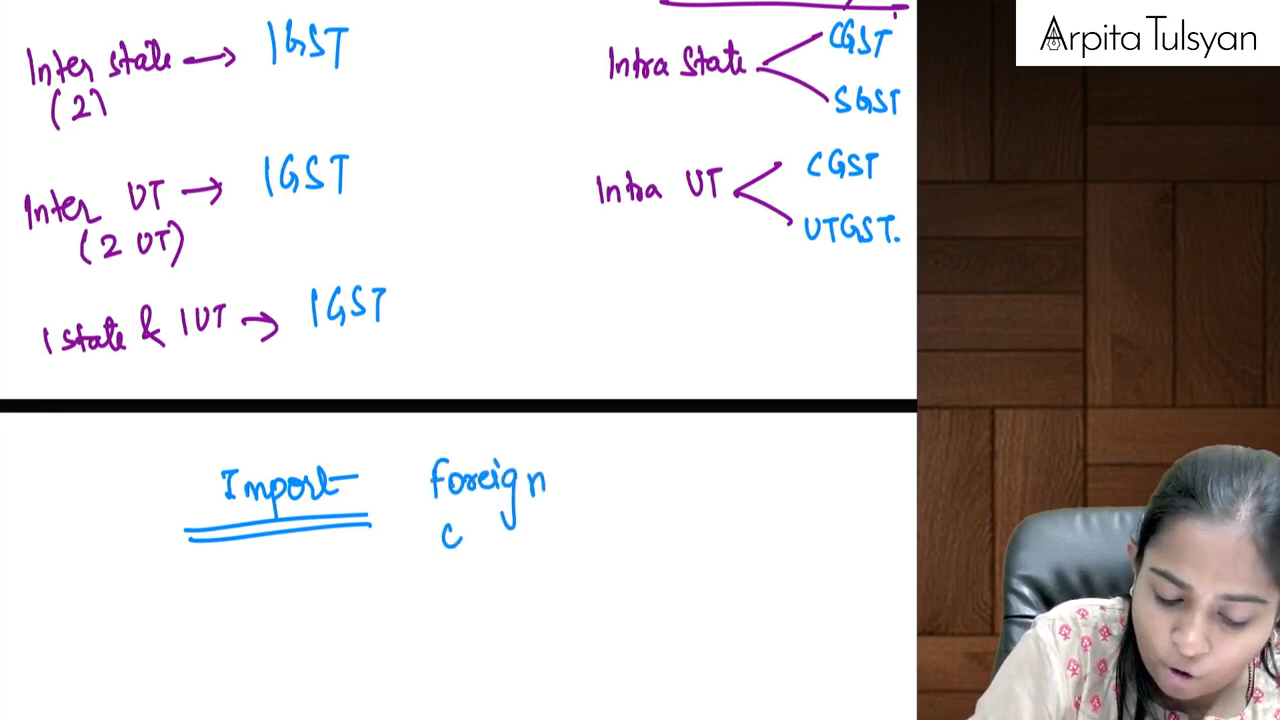 Arpita Tulsyan
Inter state → IGST
(2)
Inter UT → IGST
(2 UT)
1 state & 1 UT → IGST
Intra State
CGST
SGST
Intra UT
CGST
UTGST.
Import
Foreign
C